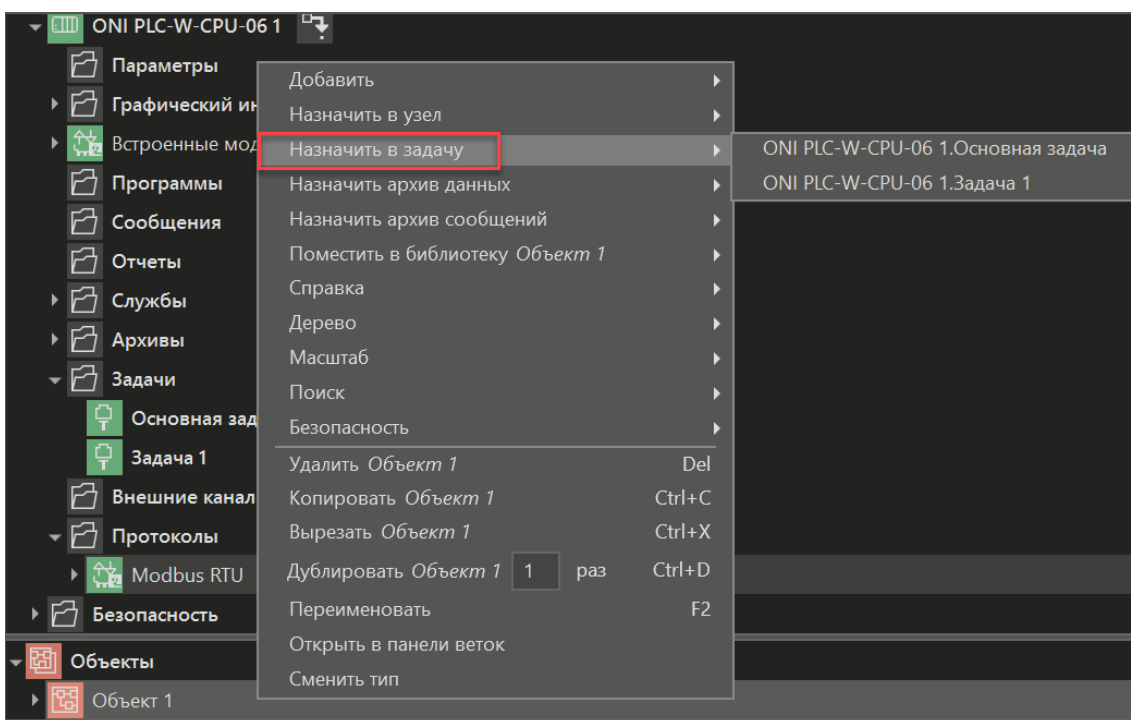 ONI PLC-W-CPU-06 1
Параметры
Графический ин
Встроенные мод
Программы
Сообщения
Отчеты
Службы
Архивы
Задачи
Основная зад
Задача 1
Внешние канал
Протоколы
Modbus RTU
Безопасность
Объекты
Объект 1
Добавить
Назначить в узел
Назначить в задачу
Назначить архив данных
Назначить архив сообщений
Поместить в библиотеку Объект 1
Справка
Дерево
Масштаб
Поиск
Безопасность
Удалить Объект 1 Del
Копировать Объект 1 Ctrl+C
Вырезать Объект 1 Ctrl+X
Дублировать Объект 1 1 раз Ctrl+D
Переименовать F2
Открыть в панели веток
Сменить тип
ONI PLC-W-CPU-06 1.Основная задача
ONI PLC-W-CPU-06 1.Задача 1